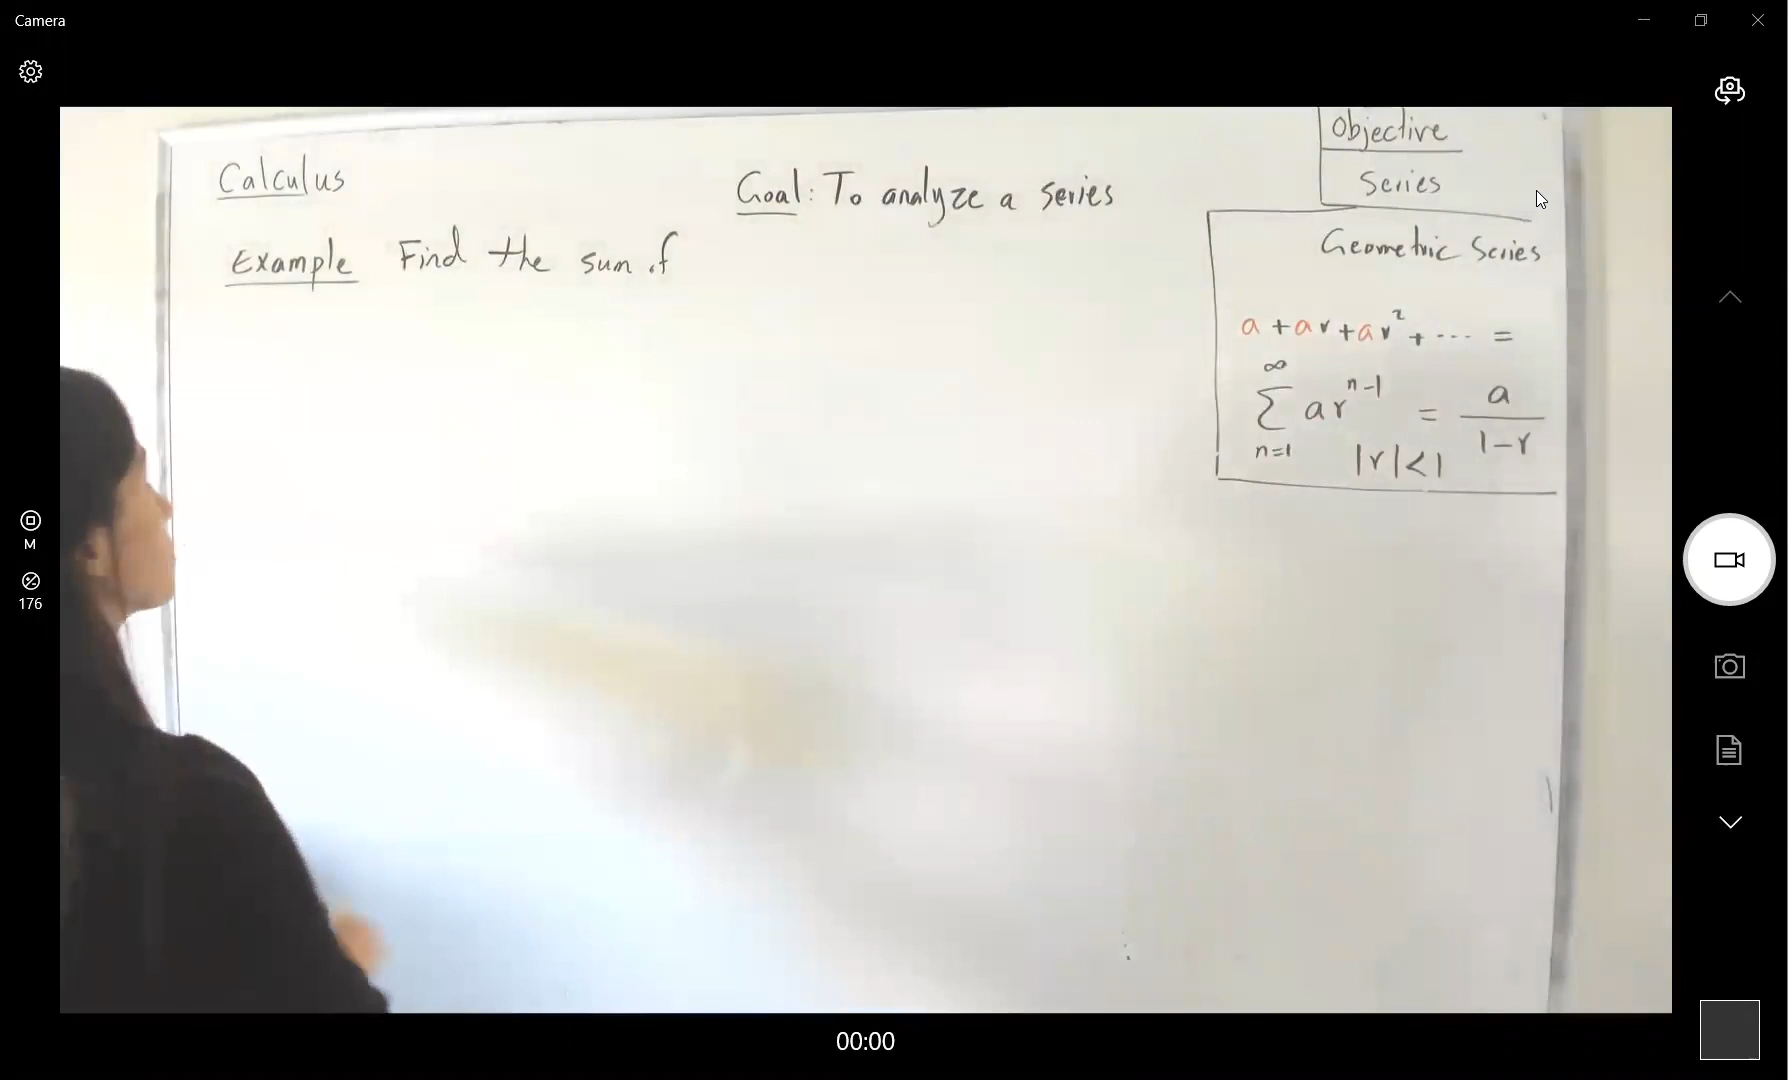 Camera
Calculus
Goal: To analyze a series
Objective
Series
Example Find the sum of
Geometric Series
a + ar + ar² + ... =
∞
∑ ar^(n-1) = a/(1-r)
n=1 |r|<1
M
176
00:00